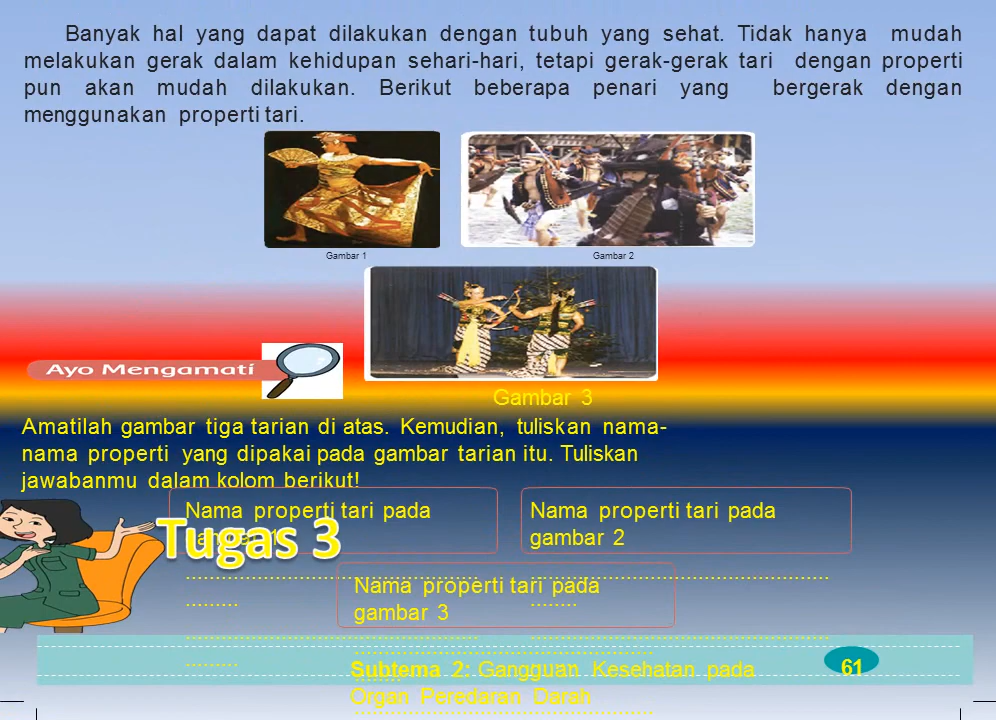 Banyak hal yang dapat dilakukan dengan tubuh yang sehat. Tidak hanya mudah
melakukan gerak dalam kehidupan sehari-hari, tetapi gerak-gerak tari dengan properti
pun akan mudah dilakukan. Berikut beberapa penari yang bergerak dengan
menggunakan properti tari.
Gambar 1
Gambar 2
Ayo Mengamati
Gambar 3
Amatilah gambar tiga tarian di atas. Kemudian, tuliskan nama-
nama properti yang dipakai pada gambar tarian itu. Tuliskan
jawabanmu dalam kolom berikut!
Nama properti tari pada
gambar 1
Tugas 3
Nama properti tari pada
gambar 2
.................................................
.........
..................................................
........
Nama properti tari pada
gambar 3
.................................................
.........
..................................................
........
..................................................
........
Subtema 2: Gangguan Kesehatan pada
Organ Peredaran Darah
..................................................
61